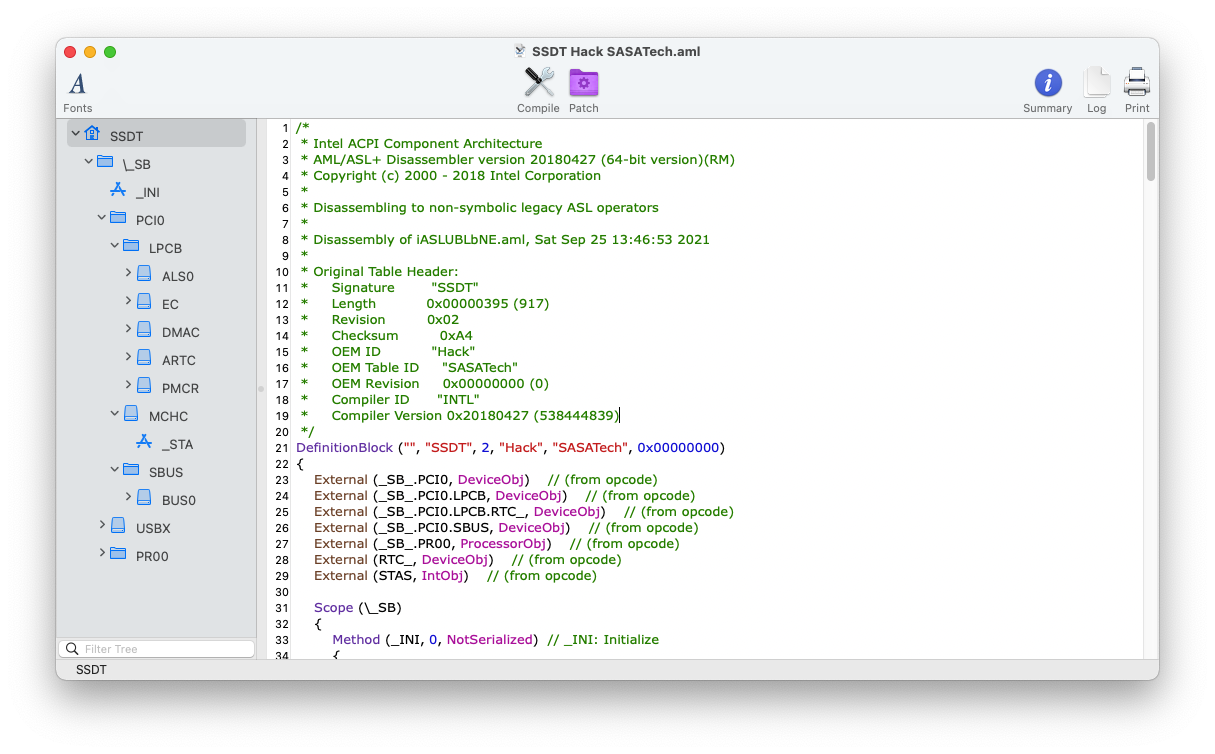 SSDT Hack SASATech.aml
Fonts
Compile
Patch
Summary
Log
Print
SSDT
\_SB
_INI
PCI0
LPCB
ALS0
EC
DMAC
ARTC
PMCR
MCHC
_STA
SBUS
BUS0
USBX
PR00
Filter Tree
SSDT
1 /*
2  * Intel ACPI Component Architecture
3  * AML/ASL+ Disassembler version 20180427 (64-bit version)(RM)
4  * Copyright (c) 2000 - 2018 Intel Corporation
5  *
6  * Disassembling to non-symbolic legacy ASL operators
7  *
8  * Disassembly of iASLUBLbNE.aml, Sat Sep 25 13:46:53 2021
9  *
10  * Original Table Header:
11  *     Signature        "SSDT"
12  *     Length           0x00000395 (917)
13  *     Revision         0x02
14  *     Checksum         0xA4
15  *     OEM ID           "Hack"
16  *     OEM Table ID     "SASATech"
17  *     OEM Revision     0x00000000 (0)
18  *     Compiler ID      "INTL"
19  *     Compiler Version 0x20180427 (538444839)
20  */
21 DefinitionBlock ("", "SSDT", 2, "Hack", "SASATech", 0x00000000)
22 {
23     External (_SB_.PCI0, DeviceObj)    // (from opcode)
24     External (_SB_.PCI0.LPCB, DeviceObj)    // (from opcode)
25     External (_SB_.PCI0.LPCB.RTC_, DeviceObj)    // (from opcode)
26     External (_SB_.PCI0.SBUS, DeviceObj)    // (from opcode)
27     External (_SB_.PR00, ProcessorObj)    // (from opcode)
28     External (RTC_, DeviceObj)    // (from opcode)
29     External (STAS, IntObj)    // (from opcode)
30
31     Scope (\_SB)
32     {
33         Method (_INI, 0, NotSerialized)  // _INI: Initialize
34         {